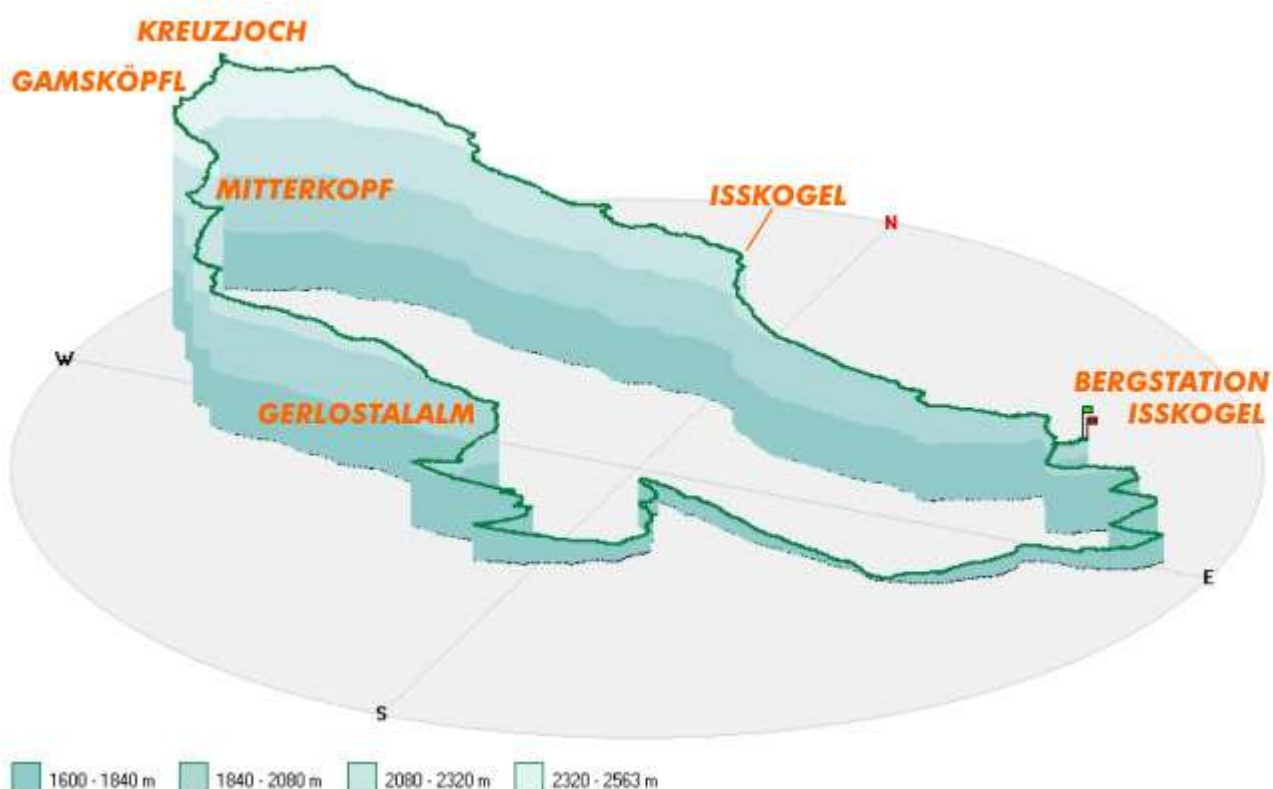 KREUZJOCH
GAMSKÖPFL
MITTERKOPF
ISSKOGEL
N
W
BERGSTATION
ISSKOGEL
GERLOSTALALM
E
S
1600 - 1840 m
1840 - 2080 m
2080 - 2320 m
2320 - 2563 m